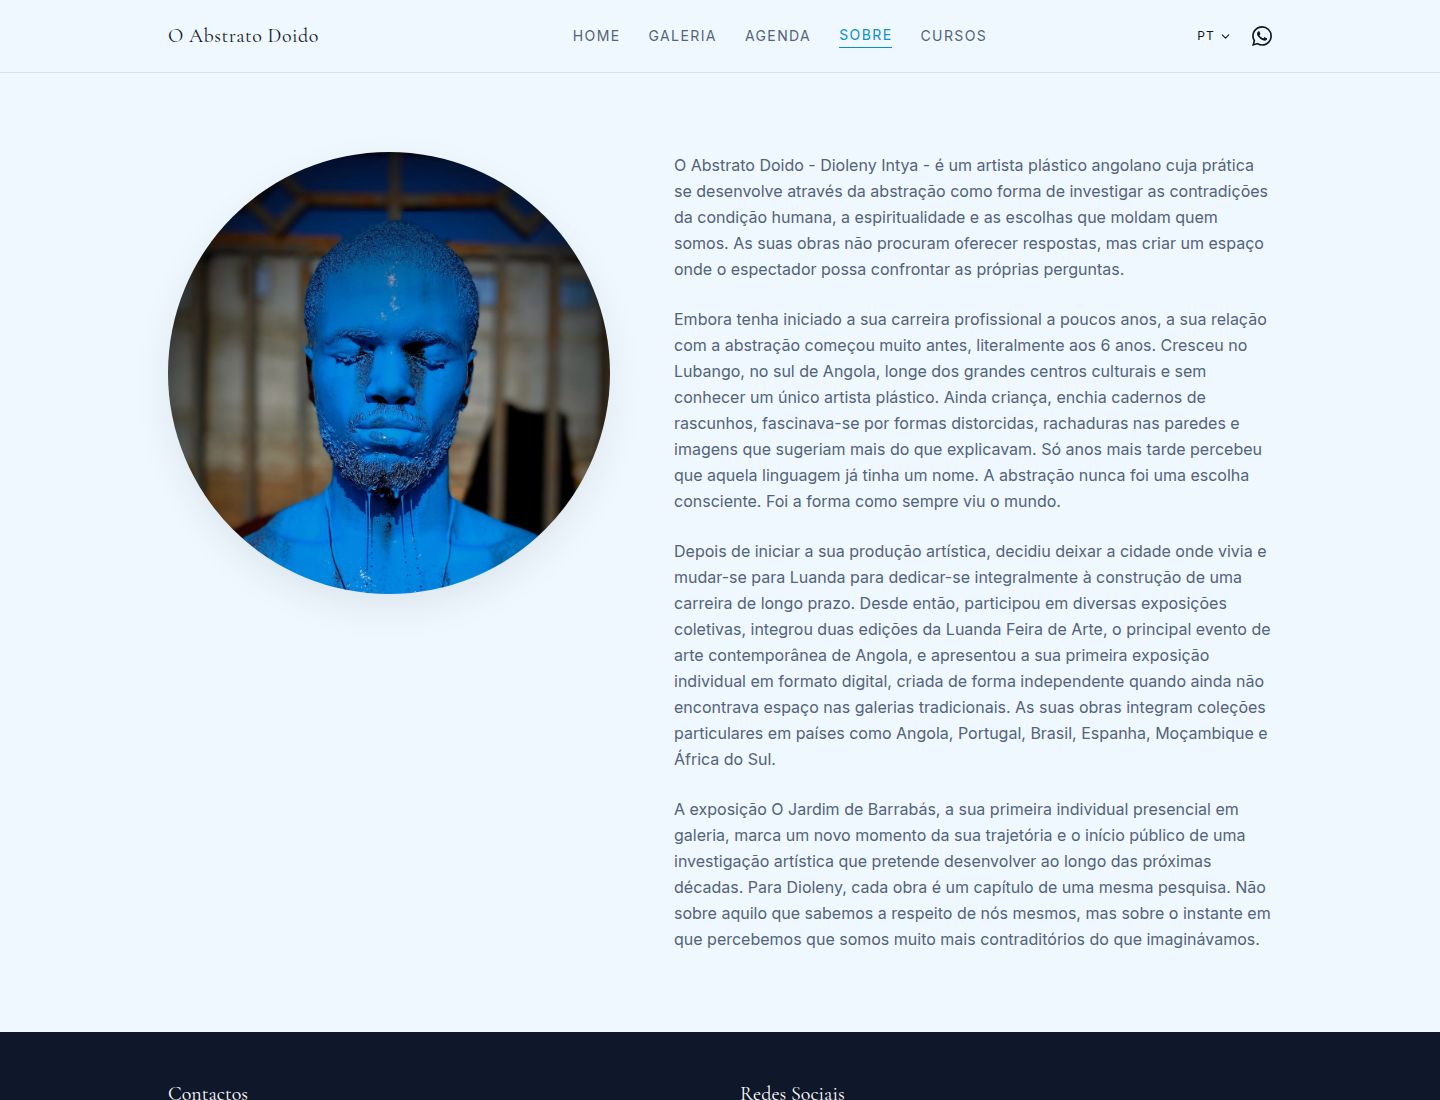 O Abstrato Doido
HOME GALERIA AGENDA SOBRE CURSOS
PT
O Abstrato Doido - Dioleny Intya - é um artista plástico angolano cuja prática
se desenvolve através da abstração como forma de investigar as contradições
da condição humana, a espiritualidade e as escolhas que moldam quem
somos. As suas obras não procuram oferecer respostas, mas criar um espaço
onde o espectador possa confrontar as próprias perguntas.
Embora tenha iniciado a sua carreira profissional a poucos anos, a sua relação
com a abstração começou muito antes, literalmente aos 6 anos. Cresceu no
Lubango, no sul de Angola, longe dos grandes centros culturais e sem
conhecer um único artista plástico. Ainda criança, enchia cadernos de
rascunhos, fascinava-se por formas distorcidas, rachaduras nas paredes e
imagens que sugeriam mais do que explicavam. Só anos mais tarde percebeu
que aquela linguagem já tinha um nome. A abstração nunca foi uma escolha
consciente. Foi a forma como sempre viu o mundo.
Depois de iniciar a sua produção artística, decidiu deixar a cidade onde vivia e
mudar-se para Luanda para dedicar-se integralmente à construção de uma
carreira de longo prazo. Desde então, participou em diversas exposições
coletivas, integrou duas edições da Luanda Feira de Arte, o principal evento de
arte contemporânea de Angola, e apresentou a sua primeira exposição
individual em formato digital, criada de forma independente quando ainda não
encontrava espaço nas galerias tradicionais. As suas obras integram coleções
particulares em países como Angola, Portugal, Brasil, Espanha, Moçambique e
África do Sul.
A exposição O Jardim de Barrabás, a sua primeira individual presencial em
galeria, marca um novo momento da sua trajetória e o início público de uma
investigação artística que pretende desenvolver ao longo das próximas
décadas. Para Dioleny, cada obra é um capítulo de uma mesma pesquisa. Não
sobre aquilo que sabemos a respeito de nós mesmos, mas sobre o instante em
que percebemos que somos muito mais contraditórios do que imaginávamos.
Contactos
Redes Sociais